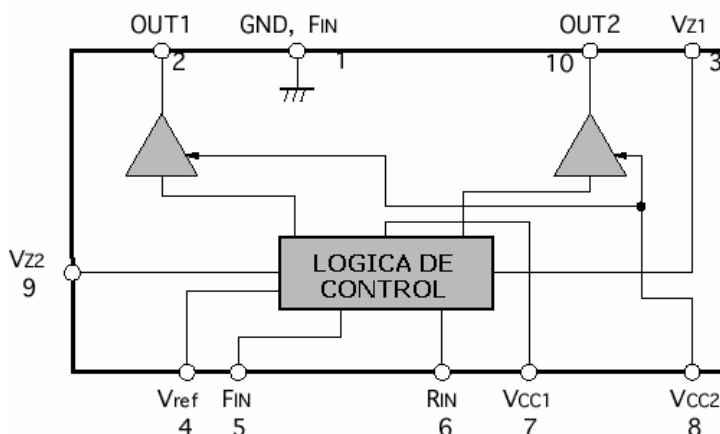 OUT1 GND, FIN OUT2 VZ1
2 1 10 3
VZ2
9
LOGICA DE
CONTROL
Vref FIN RIN VCC1 VCC2
4 5 6 7 8